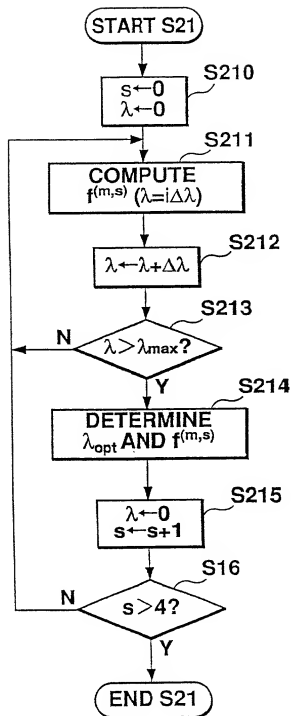 START S21
S210
s←0
λ←0
S211
COMPUTE
f(m,s) (λ=iΔλ)
S212
λ←λ+Δλ
S213
N
λ>λmax?
Y
S214
DETERMINE
λopt AND f(m,s)
S215
λ←0
s←s+1
S16
N
s>4?
Y
END S21